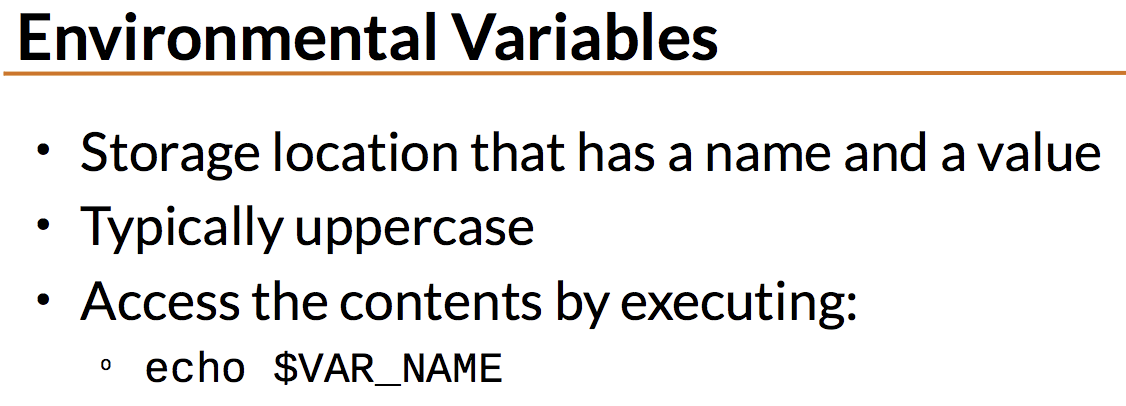 Environmental Variables
• Storage location that has a name and a value
• Typically uppercase
• Access the contents by executing:
o echo $VAR_NAME